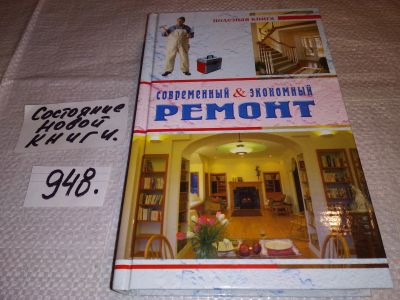 Состояние
новой
книги.
948.
ПОЛЕЗНАЯ КНИГА
СОВРЕМЕННЫЙ & ЭКОНОМНЫЙ
РЕМОНТ